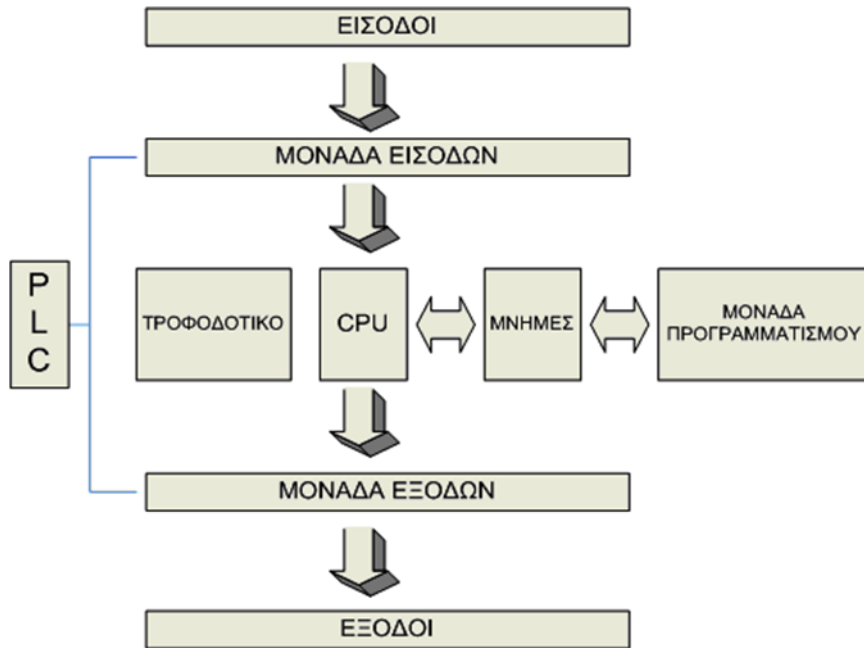 ΕΙΣΟΔΟΙ
ΜΟΝΑΔΑ ΕΙΣΟΔΩΝ
P
L
C
ΤΡΟΦΟΔΟΤΙΚΟ
CPU
ΜΝΗΜΕΣ
ΜΟΝΑΔΑ
ΠΡΟΓΡΑΜΜΑΤΙΣΜΟΥ
ΜΟΝΑΔΑ ΕΞΟΔΩΝ
ΕΞΟΔΟΙ